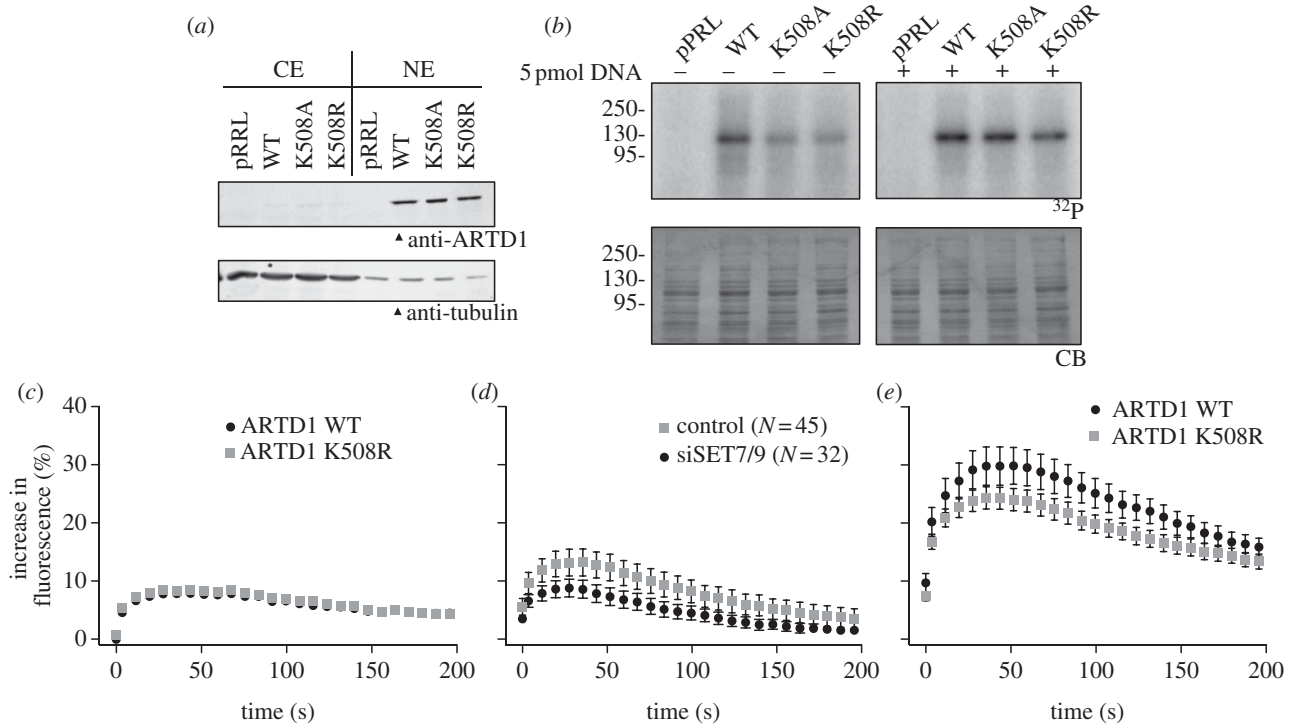 (a)
CE NE
pRRL WT K508A K508R pRRL WT K508A K508R
anti-ARTD1
anti-tubulin
(b)
pPRL WT K508A K508R pPRL WT K508A K508R
5 pmol DNA – – – – + + + +
250-
130-
95-
32P
250-
130-
95-
CB
(c)
increase in
fluorescence (%)
40
30
20
10
0
ARTD1 WT
ARTD1 K508R
0 50 100 150 200
time (s)
(d)
control (N = 45)
siSET7/9 (N = 32)
0 50 100 150 200
time (s)
(e)
ARTD1 WT
ARTD1 K508R
0 50 100 150 200
time (s)